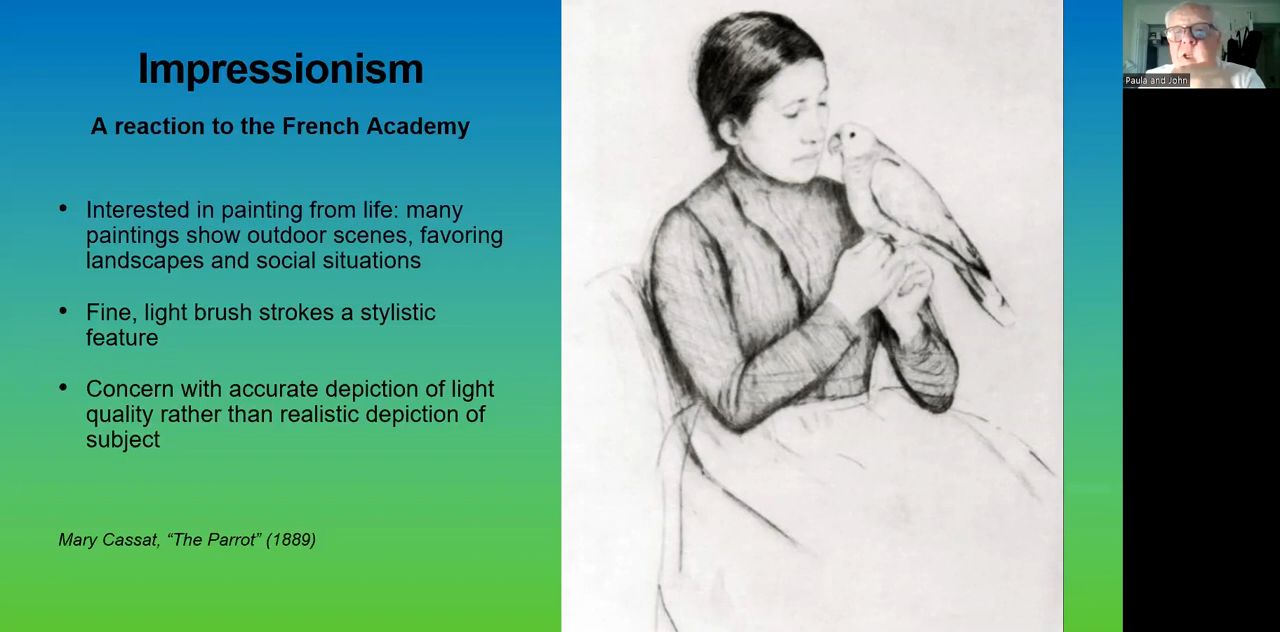 Impressionism
A reaction to the French Academy
• Interested in painting from life: many
paintings show outdoor scenes, favoring
landscapes and social situations
• Fine, light brush strokes a stylistic
feature
• Concern with accurate depiction of light
quality rather than realistic depiction of
subject
Mary Cassat, “The Parrot” (1889)
Paula and John